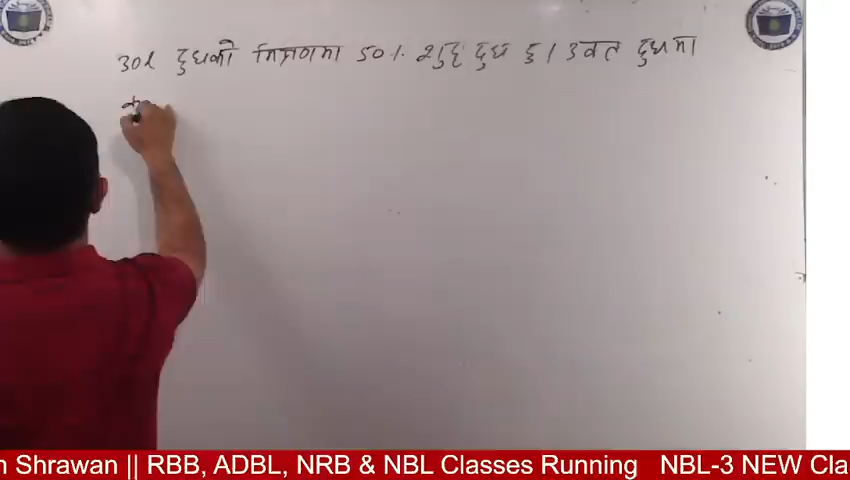 30l दुधको मिश्रणमा 50% शुद्ध दुध छ। उक्त दुधमा
n Shrawan || RBB, ADBL, NRB & NBL Classes Running NBL-3 NEW Cla